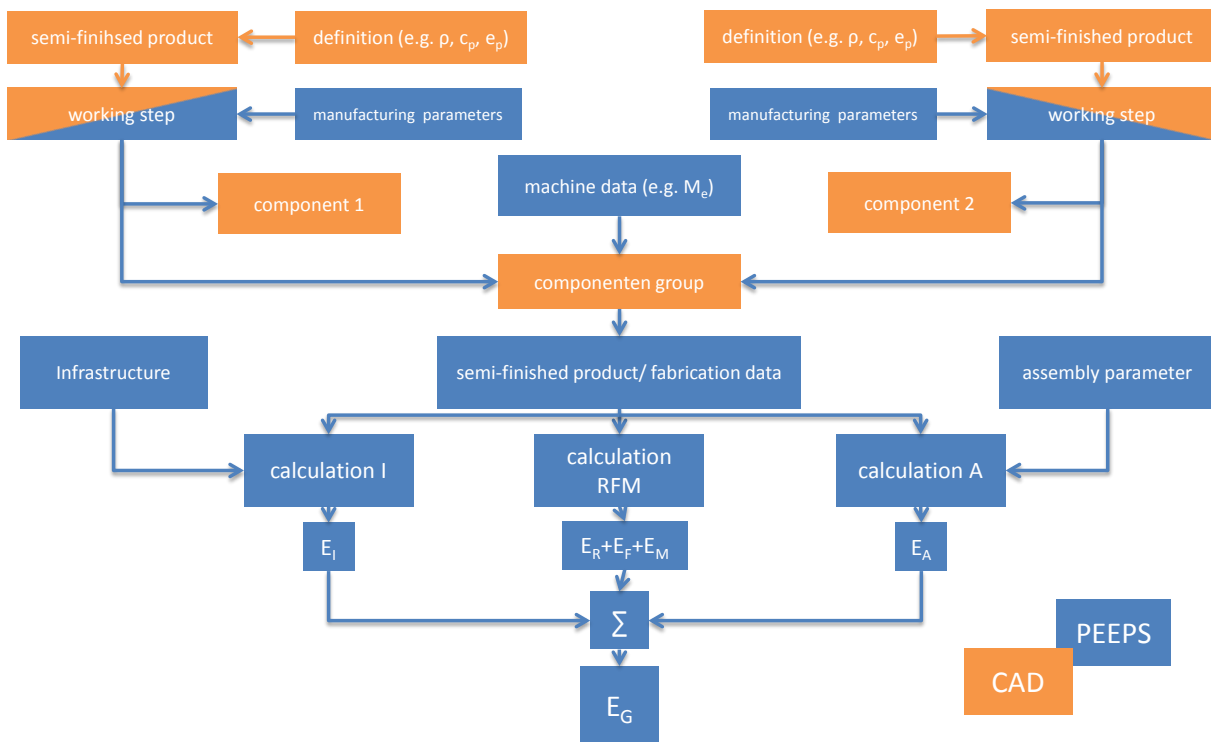 semi-finihsed product
definition (e.g. ρ, cp, ep)
definition (e.g. ρ, cp, ep)
semi-finished product
working step
manufacturing parameters
manufacturing parameters
working step
component 1
machine data (e.g. Me)
component 2
componenten group
Infrastructure
semi-finished product/ fabrication data
assembly parameter
calculation I
calculation
RFM
calculation A
EI
ER+EF+EM
EA
∑
PEEPS
CAD
EG